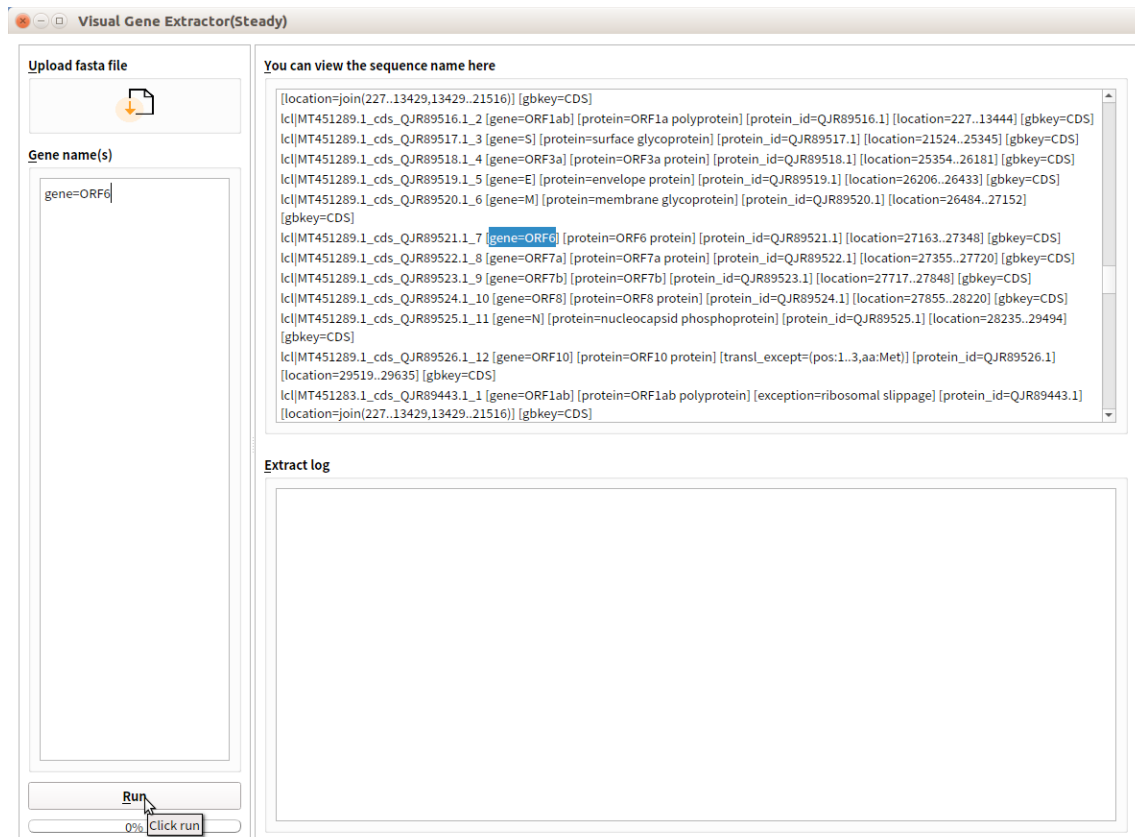 Visual Gene Extractor(Steady)
Upload fasta file
Gene name(s)
gene=ORF6
Run
0%
Click run
You can view the sequence name here
[location=join(227..13429,13429..21516)] [gbkey=CDS]
lcl|MT451289.1_cds_QJR89516.1_2 [gene=ORF1ab] [protein=ORF1a polyprotein] [protein_id=QJR89516.1] [location=227..13444] [gbkey=CDS]
lcl|MT451289.1_cds_QJR89517.1_3 [gene=S] [protein=surface glycoprotein] [protein_id=QJR89517.1] [location=21524..25345] [gbkey=CDS]
lcl|MT451289.1_cds_QJR89518.1_4 [gene=ORF3a] [protein=ORF3a protein] [protein_id=QJR89518.1] [location=25354..26181] [gbkey=CDS]
lcl|MT451289.1_cds_QJR89519.1_5 [gene=E] [protein=envelope protein] [protein_id=QJR89519.1] [location=26206..26433] [gbkey=CDS]
lcl|MT451289.1_cds_QJR89520.1_6 [gene=M] [protein=membrane glycoprotein] [protein_id=QJR89520.1] [location=26484..27152]
[gbkey=CDS]
lcl|MT451289.1_cds_QJR89521.1_7 [gene=ORF6] [protein=ORF6 protein] [protein_id=QJR89521.1] [location=27163..27348] [gbkey=CDS]
lcl|MT451289.1_cds_QJR89522.1_8 [gene=ORF7a] [protein=ORF7a protein] [protein_id=QJR89522.1] [location=27355..27720] [gbkey=CDS]
lcl|MT451289.1_cds_QJR89523.1_9 [gene=ORF7b] [protein=ORF7b] [protein_id=QJR89523.1] [location=27717..27848] [gbkey=CDS]
lcl|MT451289.1_cds_QJR89524.1_10 [gene=ORF8] [protein=ORF8 protein] [protein_id=QJR89524.1] [location=27855..28220] [gbkey=CDS]
lcl|MT451289.1_cds_QJR89525.1_11 [gene=N] [protein=nucleocapsid phosphoprotein] [protein_id=QJR89525.1] [location=28235..29494]
[gbkey=CDS]
lcl|MT451289.1_cds_QJR89526.1_12 [gene=ORF10] [protein=ORF10 protein] [transl_except=(pos:1..3,aa:Met)] [protein_id=QJR89526.1]
[location=29519..29635] [gbkey=CDS]
lcl|MT451283.1_cds_QJR89443.1_1 [gene=ORF1ab] [protein=ORF1ab polyprotein] [exception=ribosomal slippage] [protein_id=QJR89443.1]
[location=join(227..13429,13429..21516)] [gbkey=CDS]
Extract log